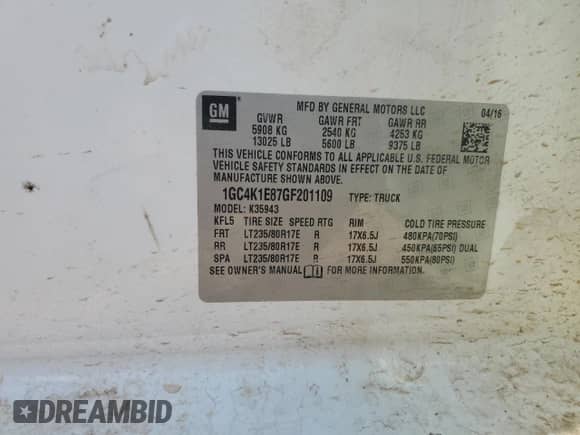 GM
MFD BY GENERAL MOTORS LLC 04/16
GVWR GAWR FRT GAWR RR
5908 KG 2540 KG 4253 KG
13025 LB 5600 LB 9375 LB
THIS VEHICLE CONFORMS TO ALL APPLICABLE U.S. FEDERAL MOTOR
VEHICLE SAFETY STANDARDS IN EFFECT ON THE DATE OF
MANUFACTURE SHOWN ABOVE.
1GC4K1E87GF201109 TYPE: TRUCK
MODEL: K35943
KFL5 TIRE SIZE SPEED RTG RIM COLD TIRE PRESSURE
FRT LT235/80R17E R 17X6.5J 480KPA(70PSI)
RR LT235/80R17E R 17X6.5J 450KPA(65PSI) DUAL
SPA LT235/80R17E R 17X6.5J 550KPA(80PSI)
SEE OWNER'S MANUAL FOR MORE INFORMATION.
DREAMBID